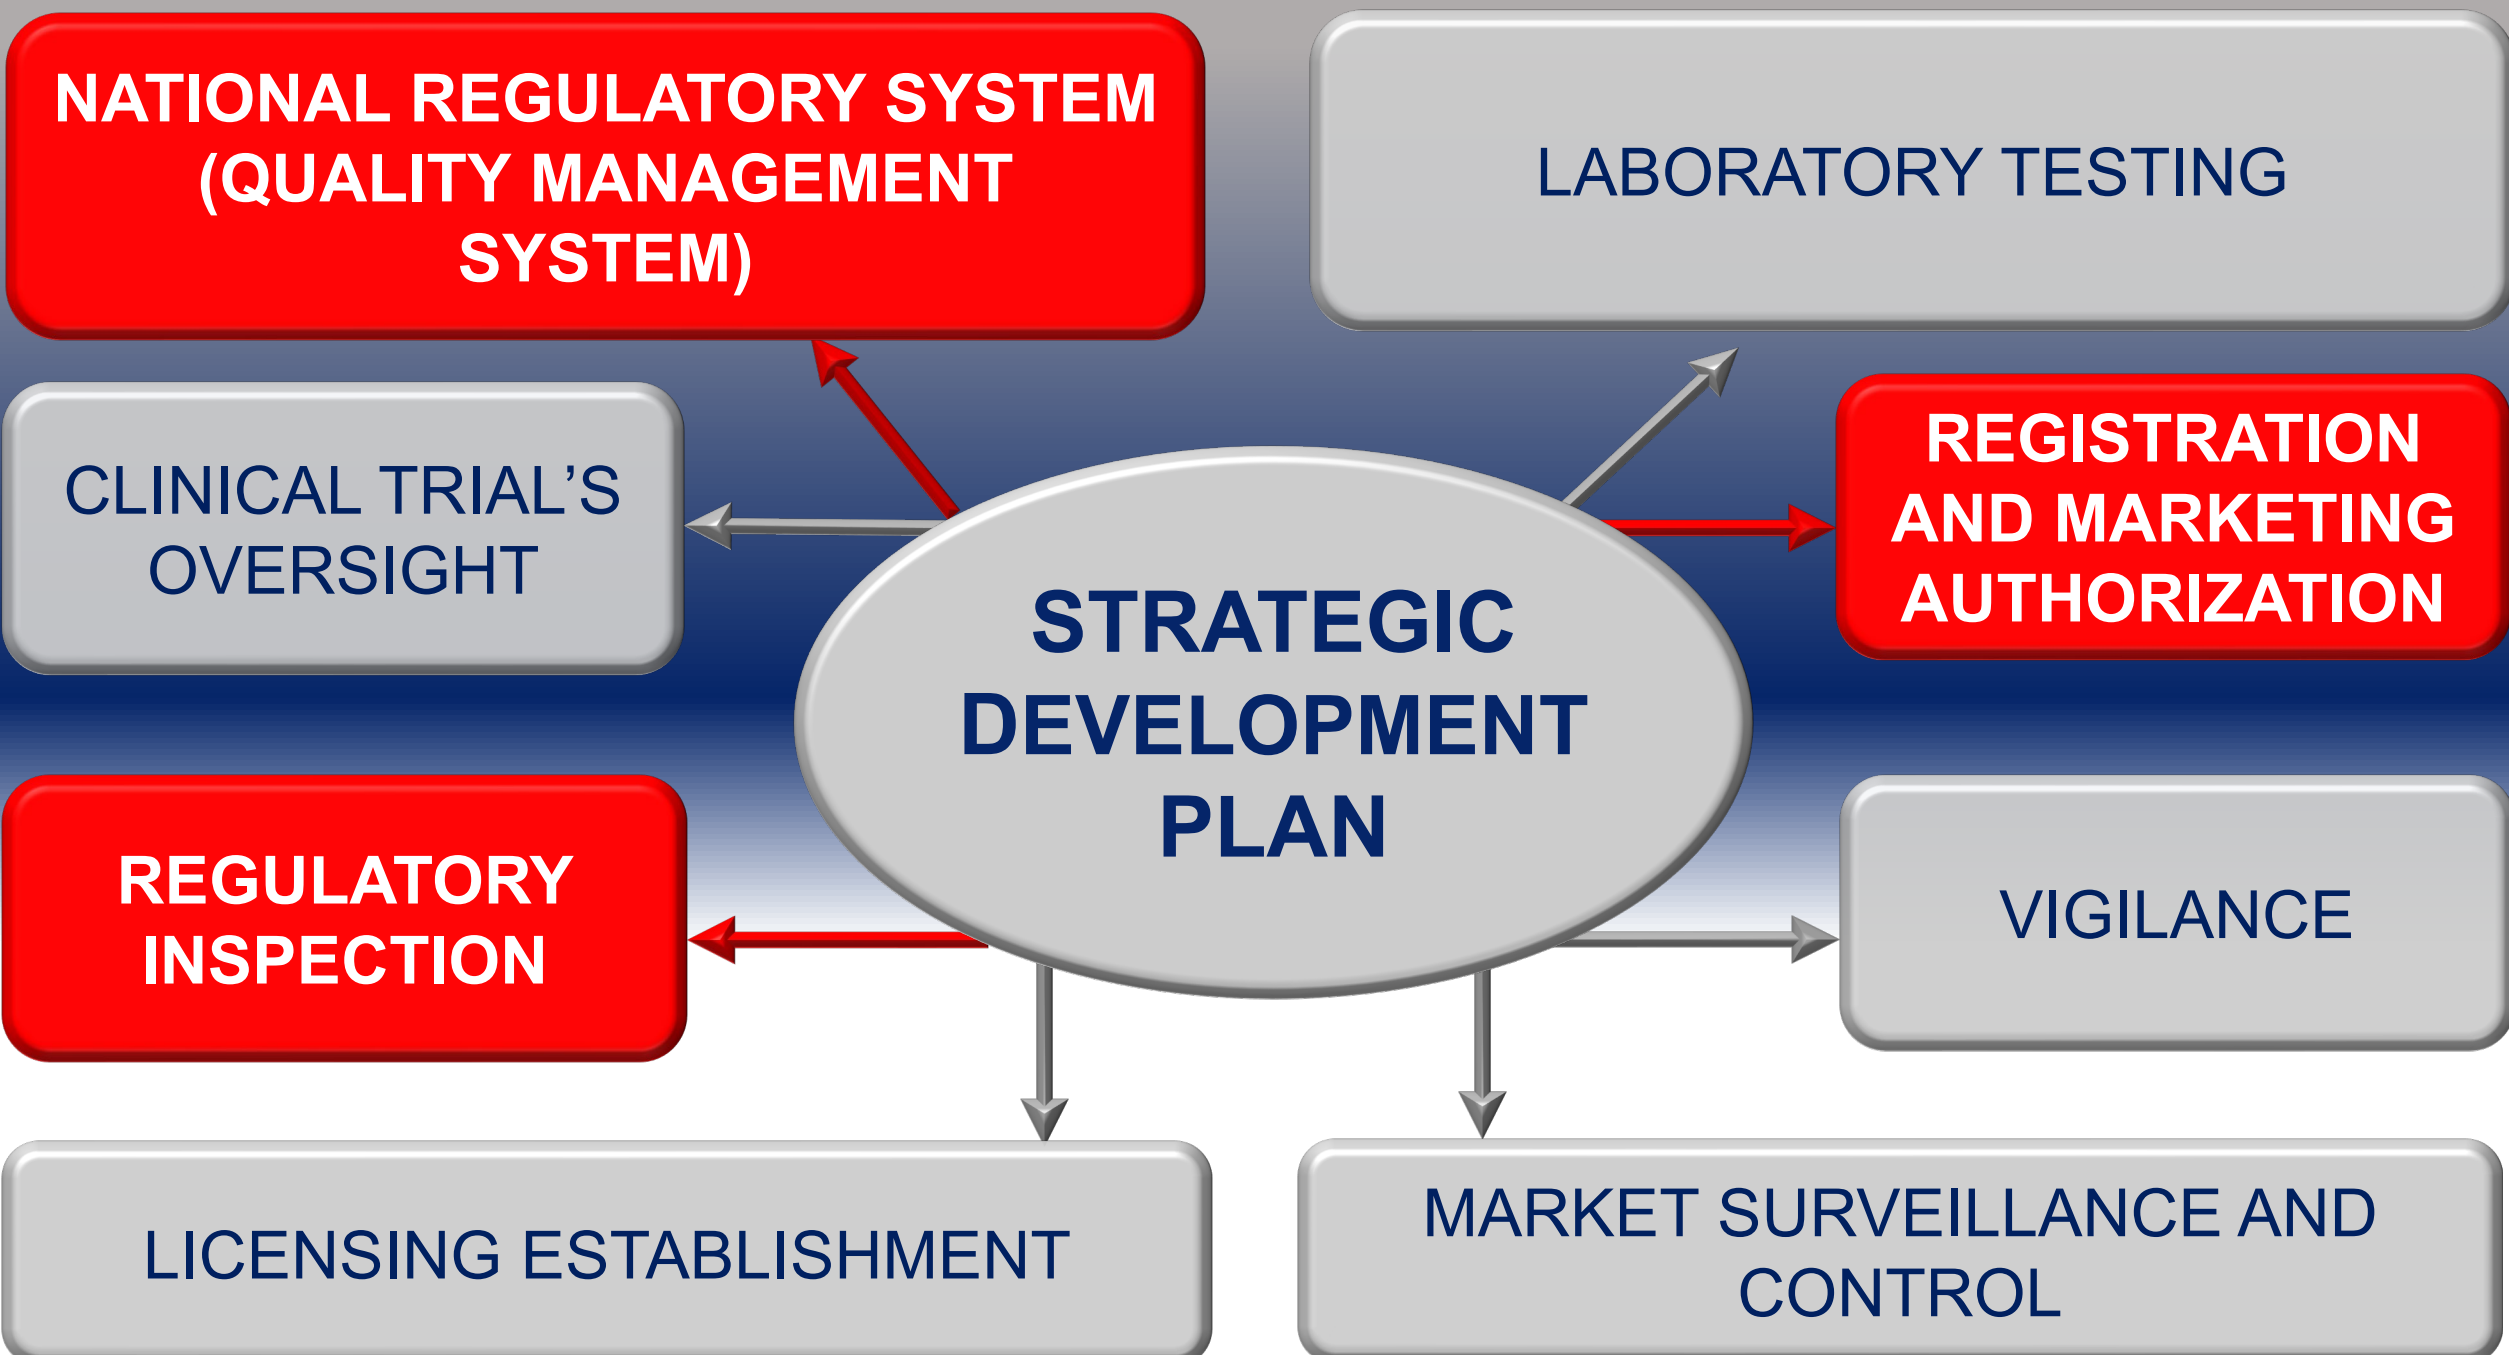 NATIONAL REGULATORY SYSTEM
(QUALITY MANAGEMENT
SYSTEM)
LABORATORY TESTING
CLINICAL TRIAL’S
OVERSIGHT
REGISTRATION
AND MARKETING
AUTHORIZATION
STRATEGIC
DEVELOPMENT
PLAN
REGULATORY
INSPECTION
VIGILANCE
LICENSING ESTABLISHMENT
MARKET SURVEILLANCE AND
CONTROL